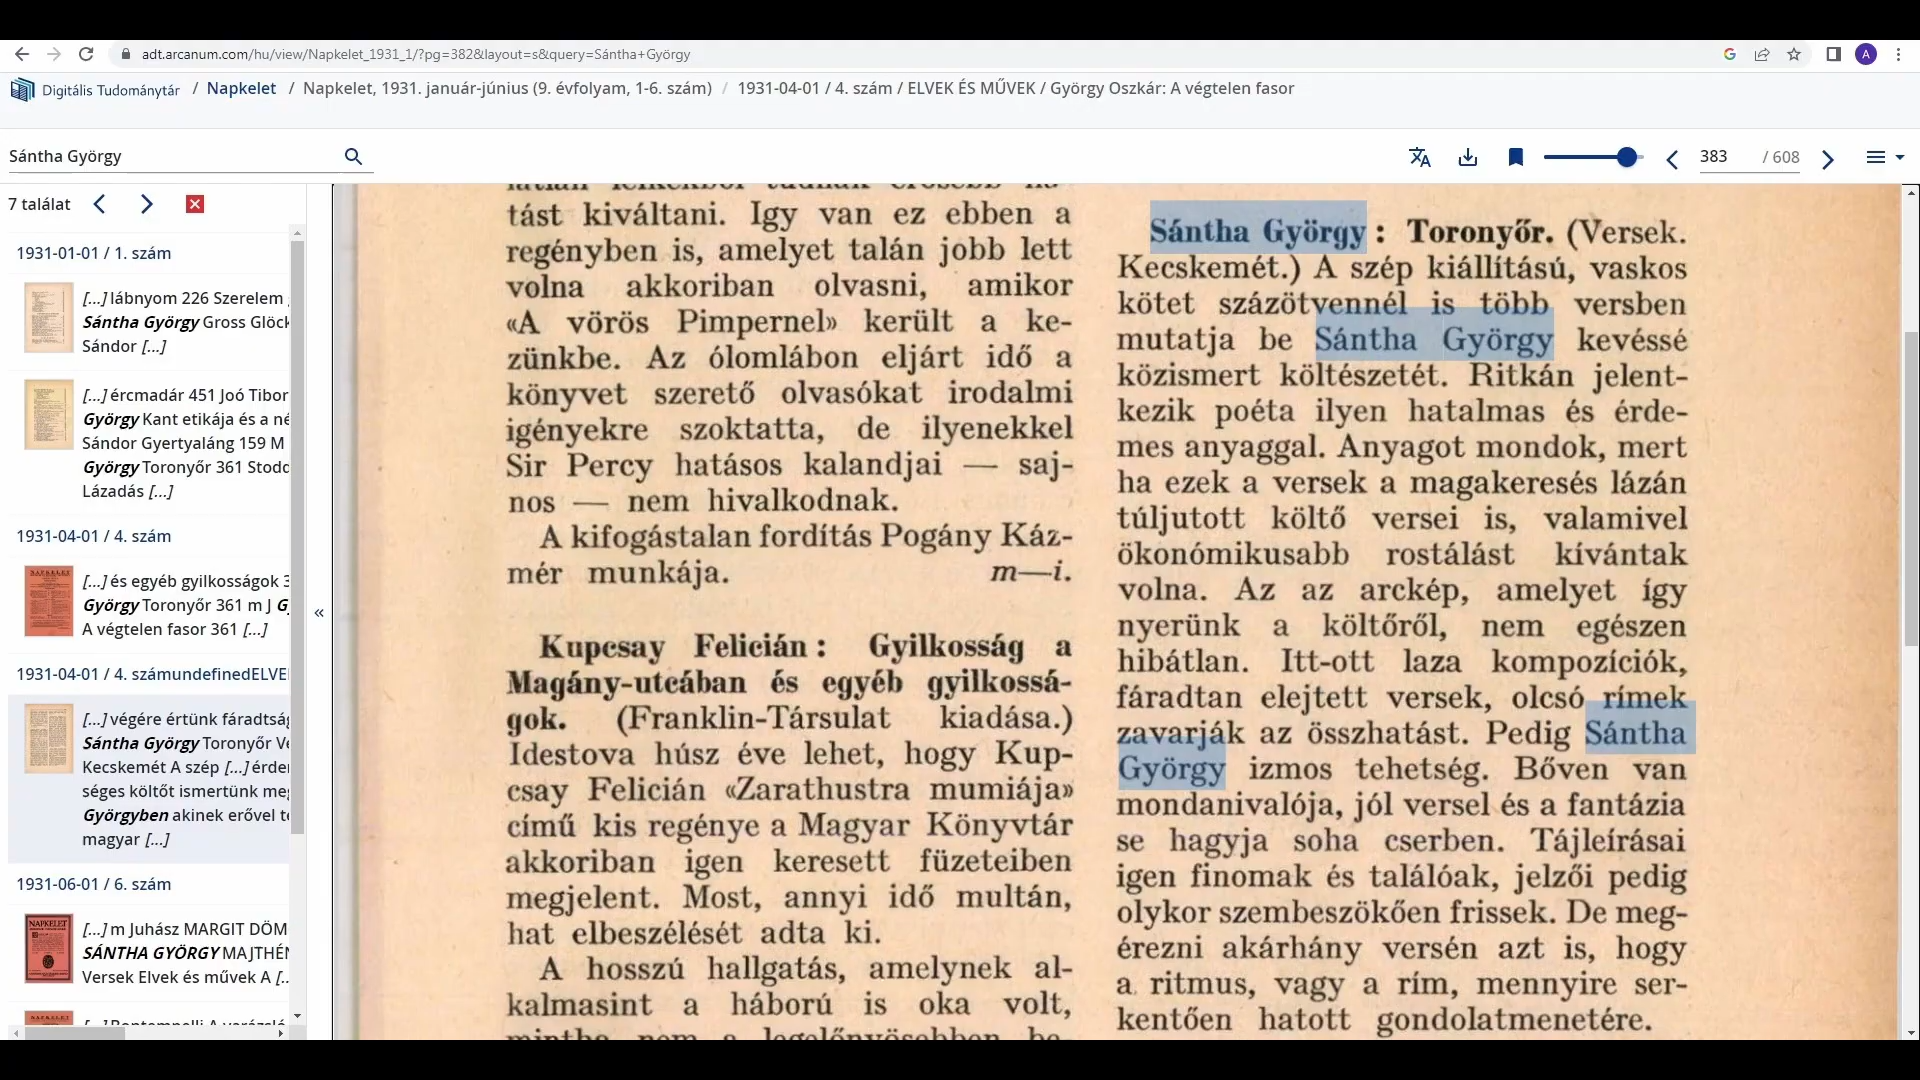 adt.arcanum.com/hu/view/Napkelet_1931_1/?pg=382&layout=s&query=Sántha+György
A
Digitális Tudománytár / Napkelet / Napkelet, 1931. január-június (9. évfolyam, 1-6. szám) / 1931-04-01 / 4. szám / ELVEK ÉS MŰVEK / György Oszkár: A végtelen fasor
Sántha György
383 / 608
7 találat
1931-01-01 / 1. szám
[...] lábnyom 226 Szerelem
Sántha György Gross Glöck
Sándor [...]
[...] ércmadár 451 Joó Tibor
György Kant etikája és a né
Sándor Gyertyaláng 159 M
György Toronyőr 361 Stodd
Lázadás [...]
1931-04-01 / 4. szám
[...] és egyéb gyilkosságok 3
György Toronyőr 361 m J G
A végtelen fasor 361 [...]
1931-04-01 / 4. számundefinedELVE
[...] végére értünk fáradtság
Sántha György Toronyőr Ve
Kecskemét A szép [...] érde
séges költőt ismertünk meg
Györgyben akinek erővel te
magyar [...]
1931-06-01 / 6. szám
NAPKELET
[...] m Juhász MARGIT DÖM
SÁNTHA GYÖRGY MAJTHÉN
Versek Elvek és művek A [..
«
tást kiváltani. Igy van ez ebben a
regényben is, amelyet talán jobb lett
volna akkoriban olvasni, amikor
«A vörös Pimpernel» került a ke-
zünkbe. Az ólomlábon eljárt idő a
könyvet szerető olvasókat irodalmi
igényekre szoktatta, de ilyenekkel
Sir Percy hatásos kalandjai — saj-
nos — nem hivalkodnak.
A kifogástalan fordítás Pogány Káz-
mér munkája. m—i.
Kupcsay Felicián : Gyilkosság a
Magány-utcában és egyéb gyilkossá-
gok. (Franklin-Társulat kiadása.)
Idestova húsz éve lehet, hogy Kup-
csay Felicián «Zarathustra mumiája»
című kis regénye a Magyar Könyvtár
akkoriban igen keresett füzeteiben
megjelent. Most, annyi idő multán,
hat elbeszélését adta ki.
A hosszú hallgatás, amelynek al-
kalmasint a háború is oka volt,
Sántha György : Toronyőr. (Versek.
Kecskemét.) A szép kiállítású, vaskos
kötet százötvennél is több versben
mutatja be Sántha György kevéssé
közismert költészetét. Ritkán jelent-
kezik poéta ilyen hatalmas és érde-
mes anyaggal. Anyagot mondok, mert
ha ezek a versek a magakeresés lázán
túljutott költő versei is, valamivel
ökonómikusabb rostálást kívántak
volna. Az az arckép, amelyet így
nyerünk a költőről, nem egészen
hibátlan. Itt-ott laza kompozíciók,
fáradtan elejtett versek, olcsó rímek
zavarják az összhatást. Pedig Sántha
György izmos tehetség. Bőven van
mondanivalója, jól versel és a fantázia
se hagyja soha cserben. Tájleírásai
igen finomak és találóak, jelzői pedig
olykor szembeszökően frissek. De meg-
érezni akárhány versén azt is, hogy
a ritmus, vagy a rím, mennyire ser-
kentően hatott gondolatmenetére.